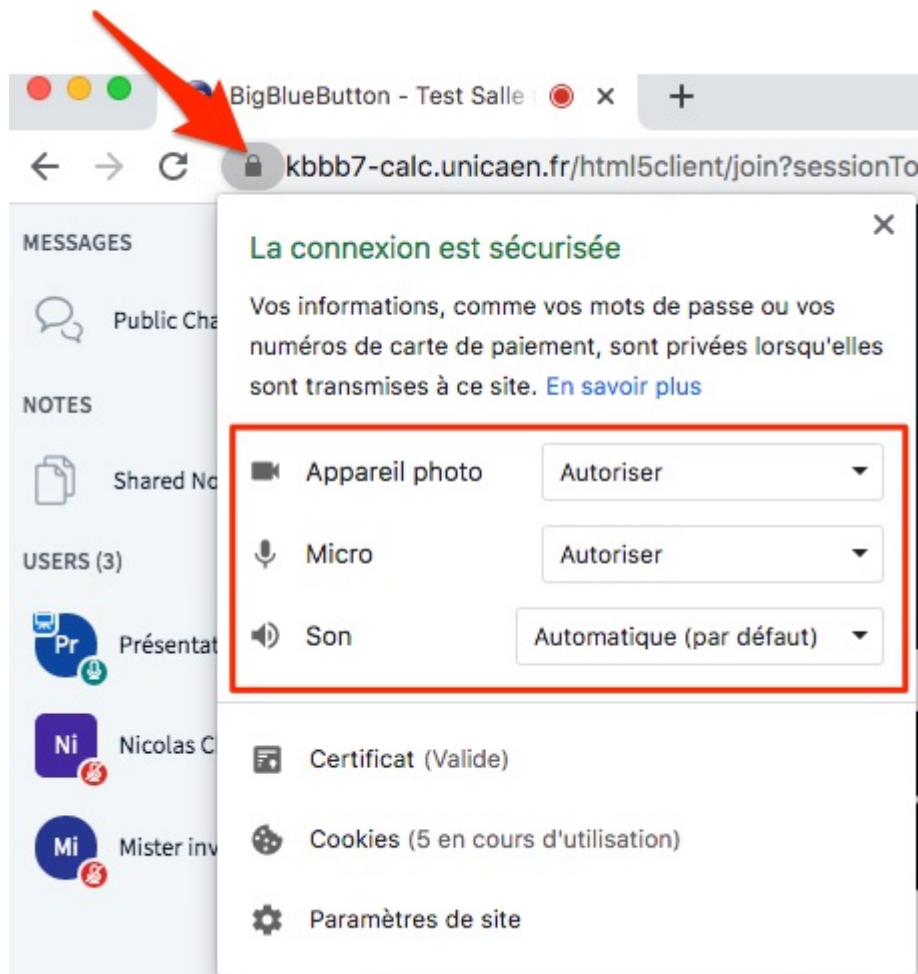 BigBlueButton - Test Salle
kbbb7-calc.unicaen.fr/html5client/join?sessionTo
MESSAGES
Public Cha
NOTES
Shared No
USERS (3)
Pr
Présentat
Ni
Nicolas C
Mi
Mister inv
La connexion est sécurisée
Vos informations, comme vos mots de passe ou vos
numéros de carte de paiement, sont privées lorsqu'elles
sont transmises à ce site. En savoir plus
Appareil photo Autoriser
Micro Autoriser
Son Automatique (par défaut)
Certificat (Valide)
Cookies (5 en cours d'utilisation)
Paramètres de site